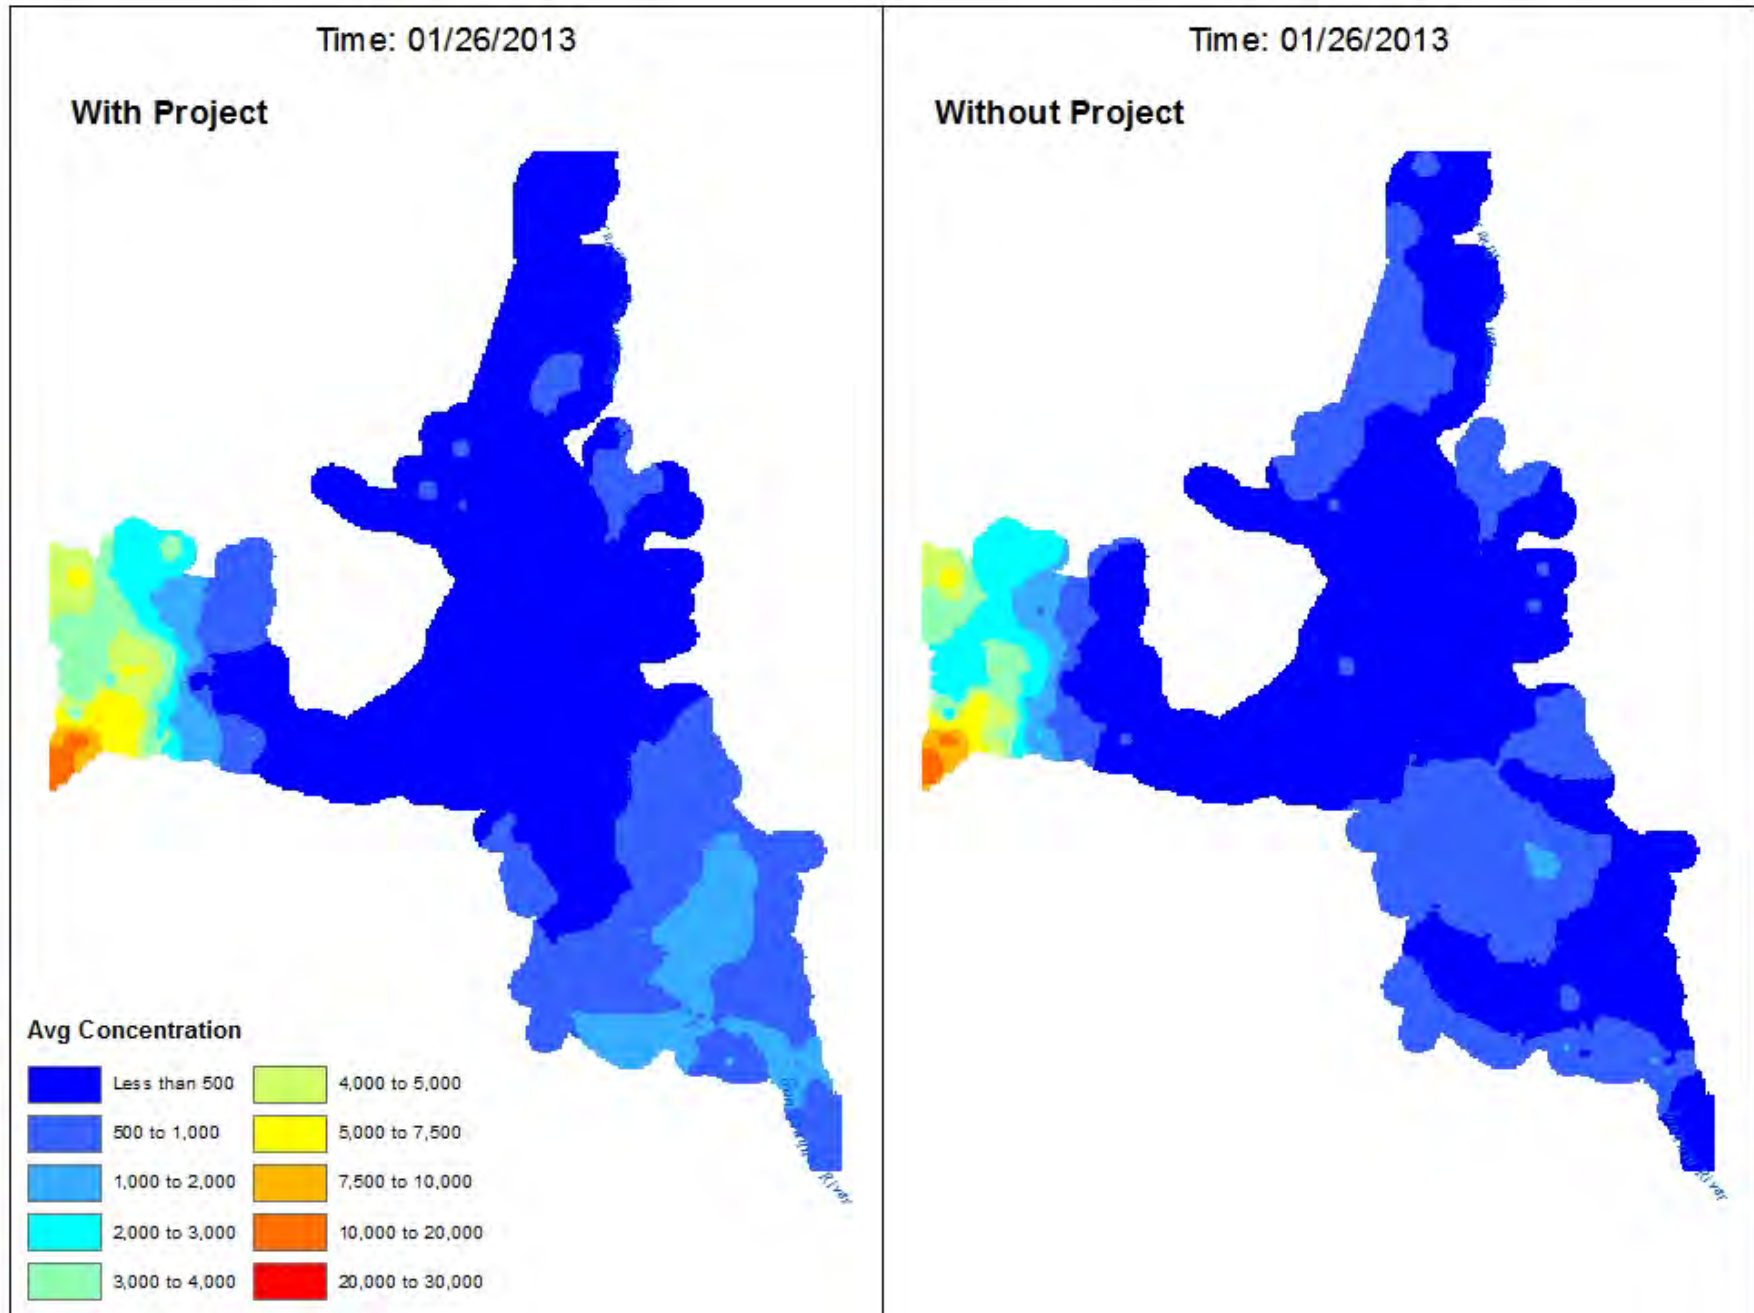 Time: 01/26/2013
With Project
Time: 01/26/2013
Without Project
Avg Concentration
Less than 500
500 to 1,000
1,000 to 2,000
2,000 to 3,000
3,000 to 4,000
4,000 to 5,000
5,000 to 7,500
7,500 to 10,000
10,000 to 20,000
20,000 to 30,000
River
River